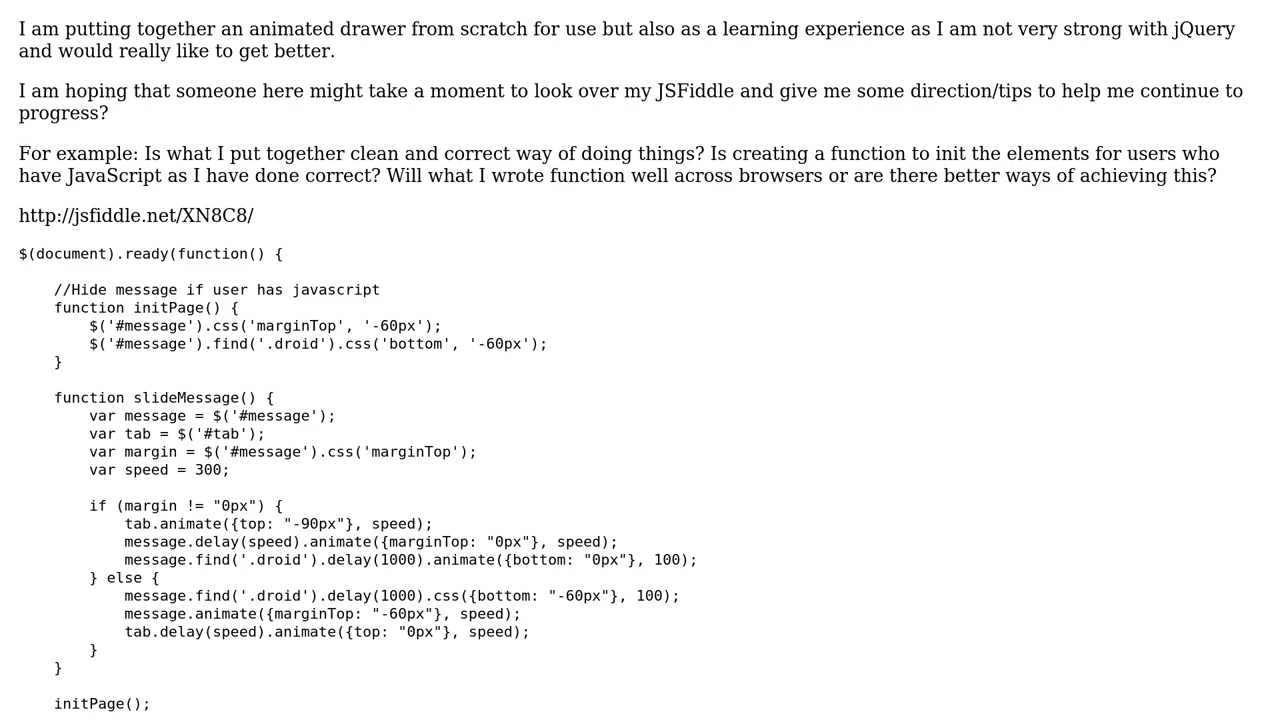 I am putting together an animated drawer from scratch for use but also as a learning experience as I am not very strong with jQuery
and would really like to get better.
I am hoping that someone here might take a moment to look over my JSFiddle and give me some direction/tips to help me continue to
progress?
For example: Is what I put together clean and correct way of doing things? Is creating a function to init the elements for users who
have JavaScript as I have done correct? Will what I wrote function well across browsers or are there better ways of achieving this?
http://jsfiddle.net/XN8C8/
$(document).ready(function() {
    //Hide message if user has javascript
    function initPage() {
        $('#message').css('marginTop', '-60px');
        $('#message').find('.droid').css('bottom', '-60px');
    }
    function slideMessage() {
        var message = $('#message');
        var tab = $('#tab');
        var margin = $('#message').css('marginTop');
        var speed = 300;
        if (margin != "0px") {
            tab.animate({top: "-90px"}, speed);
            message.delay(speed).animate({marginTop: "0px"}, speed);
            message.find('.droid').delay(1000).animate({bottom: "0px"}, 100);
        } else {
            message.find('.droid').delay(1000).css({bottom: "-60px"}, 100);
            message.animate({marginTop: "-60px"}, speed);
            tab.delay(speed).animate({top: "0px"}, speed);
        }
    }
    initPage();